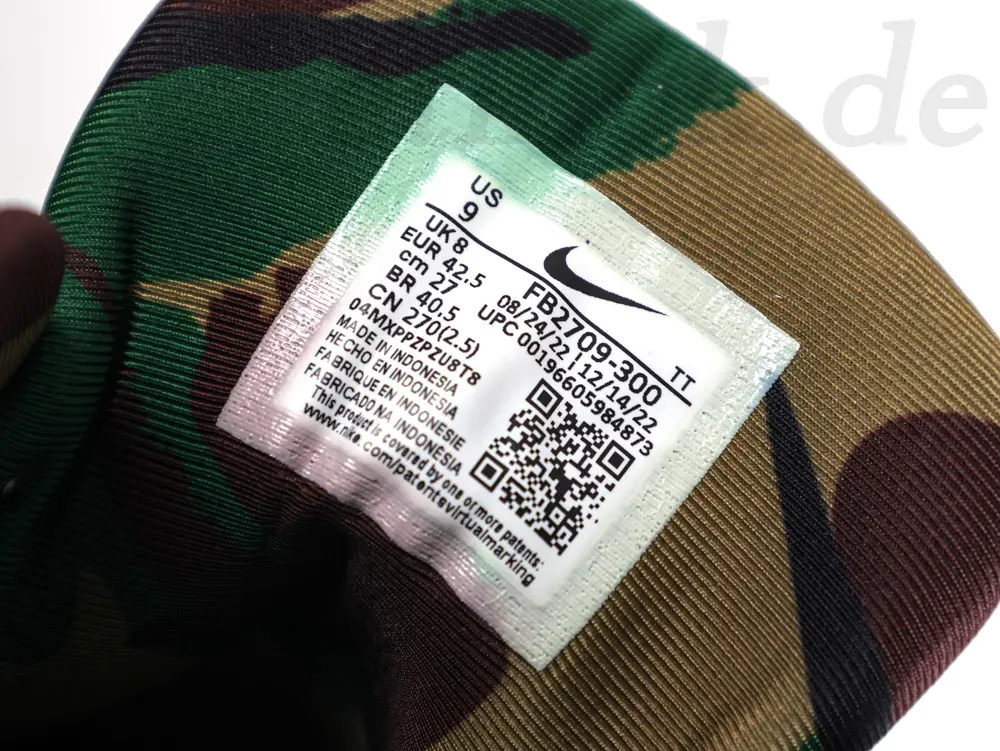 US
9
UK 8
EUR 42.5
cm 27
BR 40.5
CN 270(2.5)
FB2709-300 TT
08/24/22 | 12/14/22
UPC 00196605984873
04MXPPZPZU8T8
MADE IN INDONESIA
HECHO EN INDONESIA
FABRIQUE EN INDONESIE
FABRICADO NA INDONESIA
This product is covered by one or more patents:
www.nike.com/patentsvirtualmarking
de